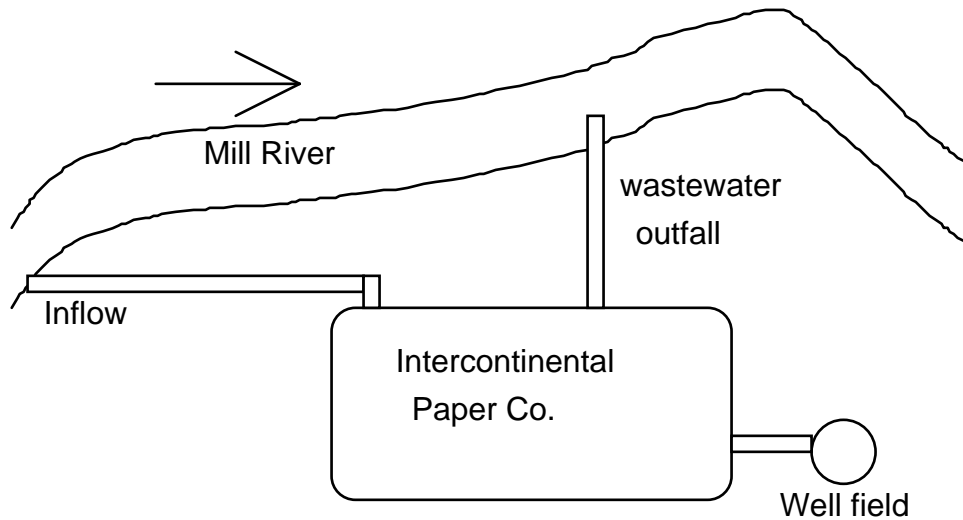 Mill River
wastewater
outfall
Inflow
Intercontinental
Paper Co.
Well field